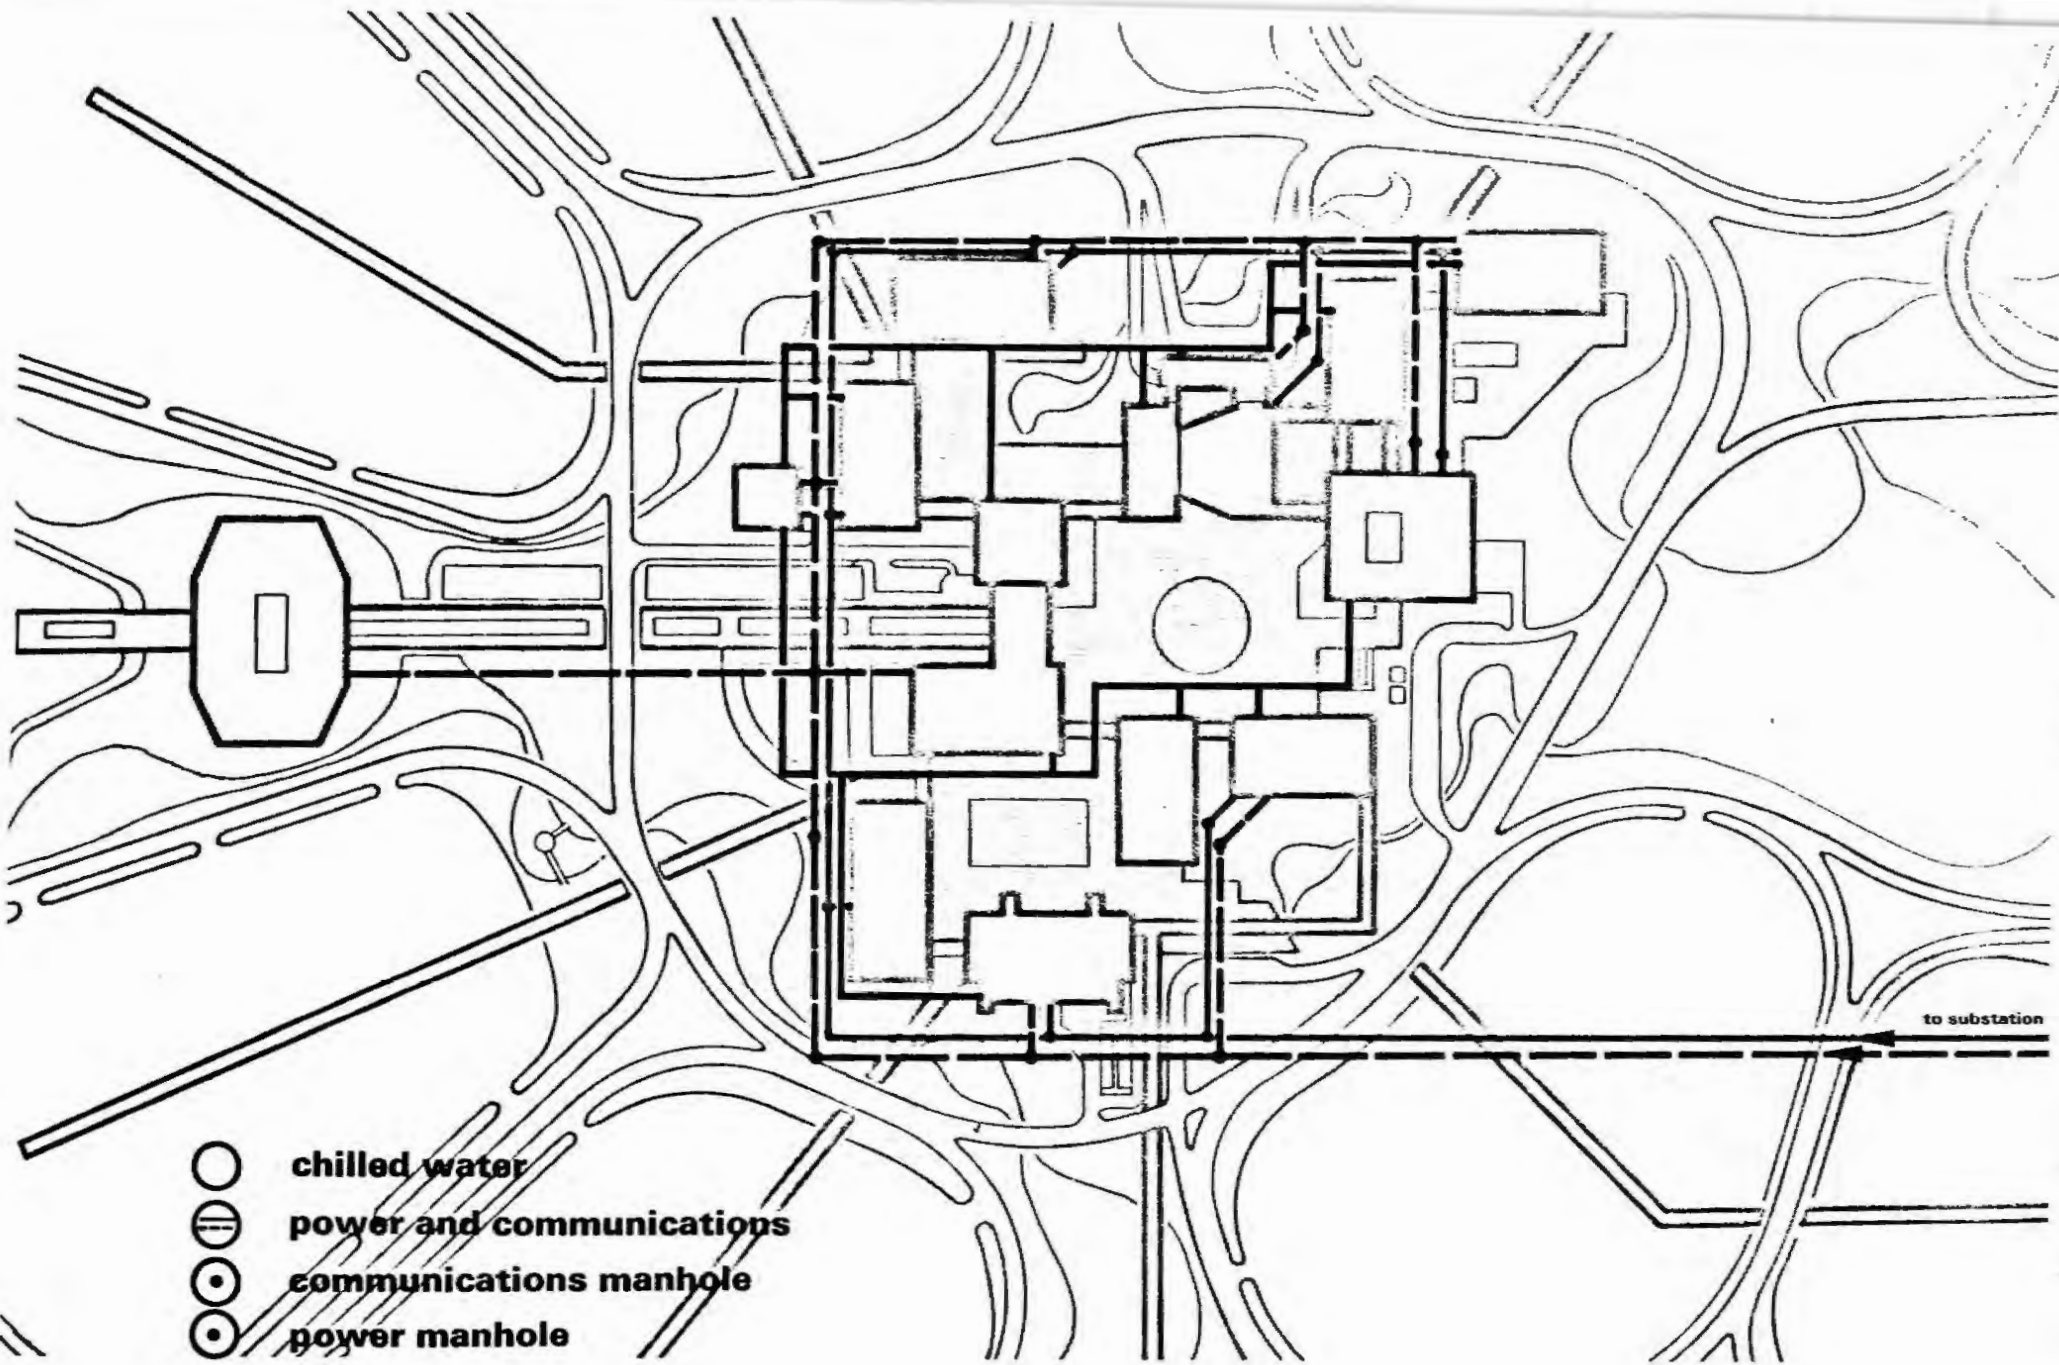 to substation
chilled water
power and communications
communications manhole
power manhole